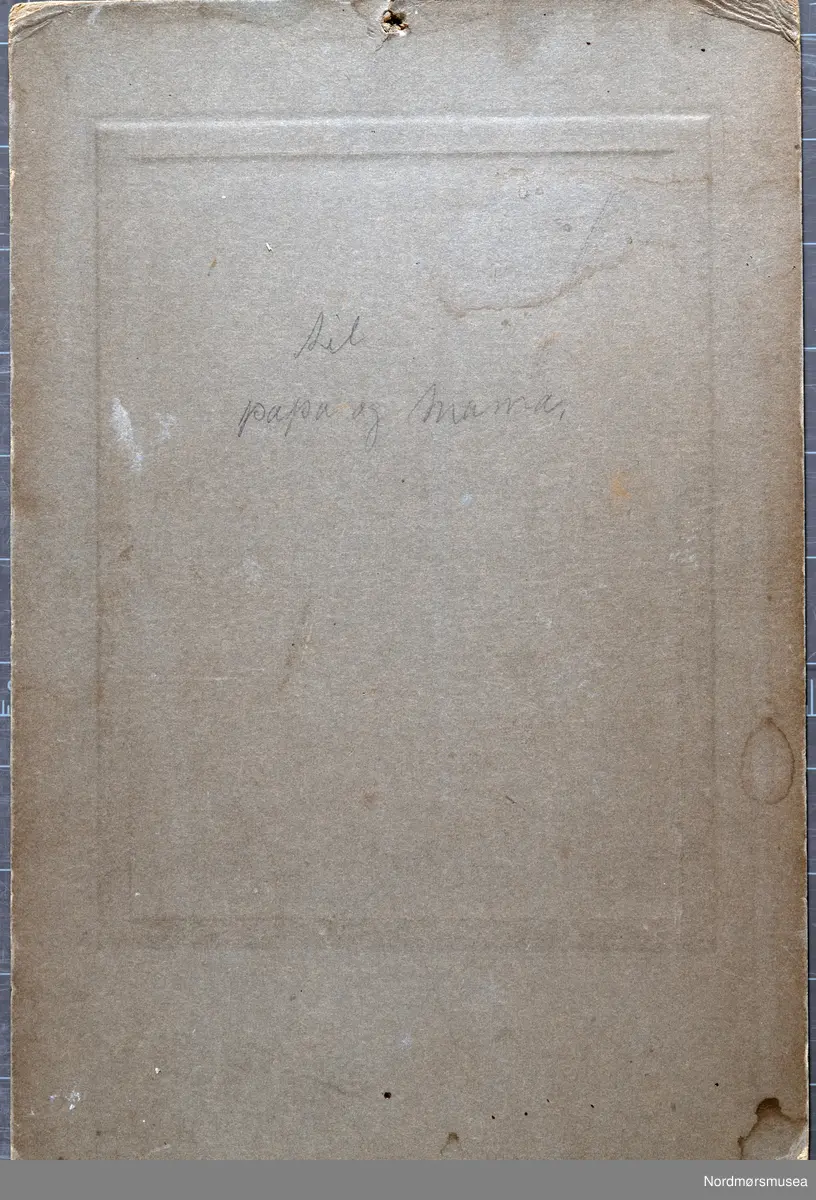 til
papa og Mama,
Nordmørsmusea